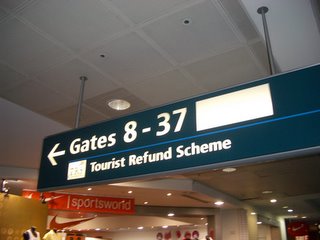 ← Gates 8 - 37
Tourist Refund Scheme
sportsworld